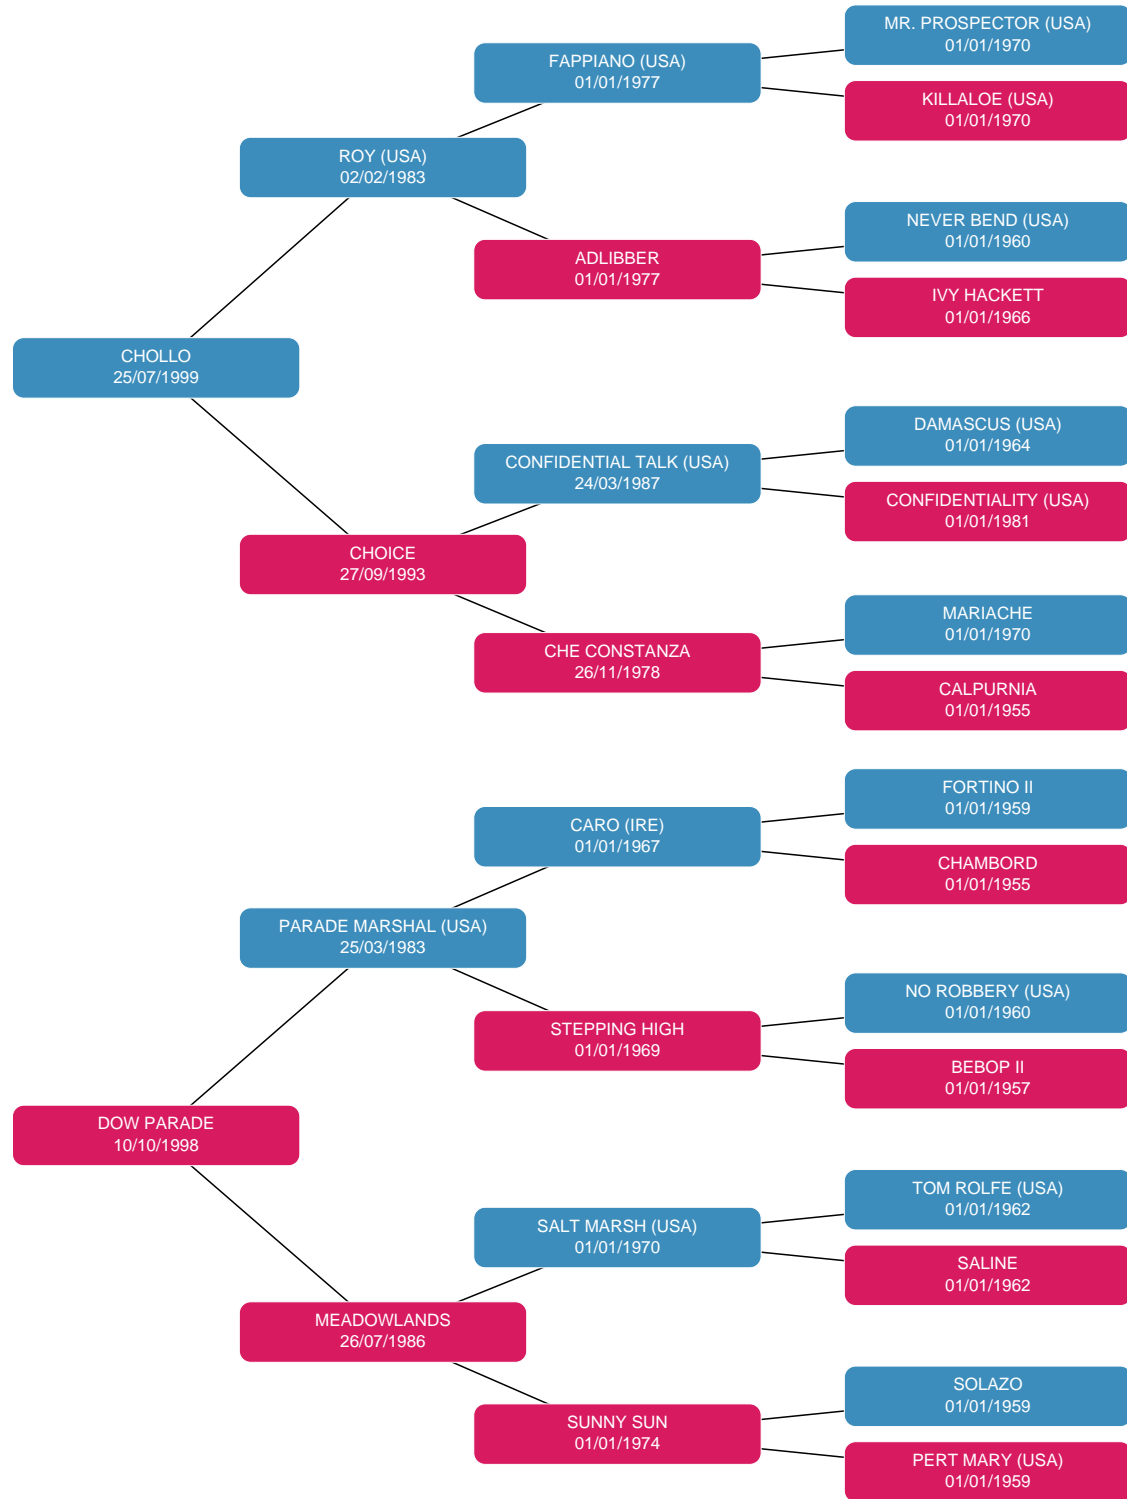 MR. PROSPECTOR (USA)
01/01/1970
FAPPIANO (USA)
01/01/1977
KILLALOE (USA)
01/01/1970
ROY (USA)
02/02/1983
NEVER BEND (USA)
01/01/1960
ADLIBBER
01/01/1977
IVY HACKETT
01/01/1966
CHOLLO
25/07/1999
DAMASCUS (USA)
01/01/1964
CONFIDENTIAL TALK (USA)
24/03/1987
CONFIDENTIALITY (USA)
01/01/1981
CHOICE
27/09/1993
MARIACHE
01/01/1970
CHE CONSTANZA
26/11/1978
CALPURNIA
01/01/1955
FORTINO II
01/01/1959
CARO (IRE)
01/01/1967
CHAMBORD
01/01/1955
PARADE MARSHAL (USA)
25/03/1983
NO ROBBERY (USA)
01/01/1960
STEPPING HIGH
01/01/1969
BEBOP II
01/01/1957
DOW PARADE
10/10/1998
TOM ROLFE (USA)
01/01/1962
SALT MARSH (USA)
01/01/1970
SALINE
01/01/1962
MEADOWLANDS
26/07/1986
SOLAZO
01/01/1959
SUNNY SUN
01/01/1974
PERT MARY (USA)
01/01/1959